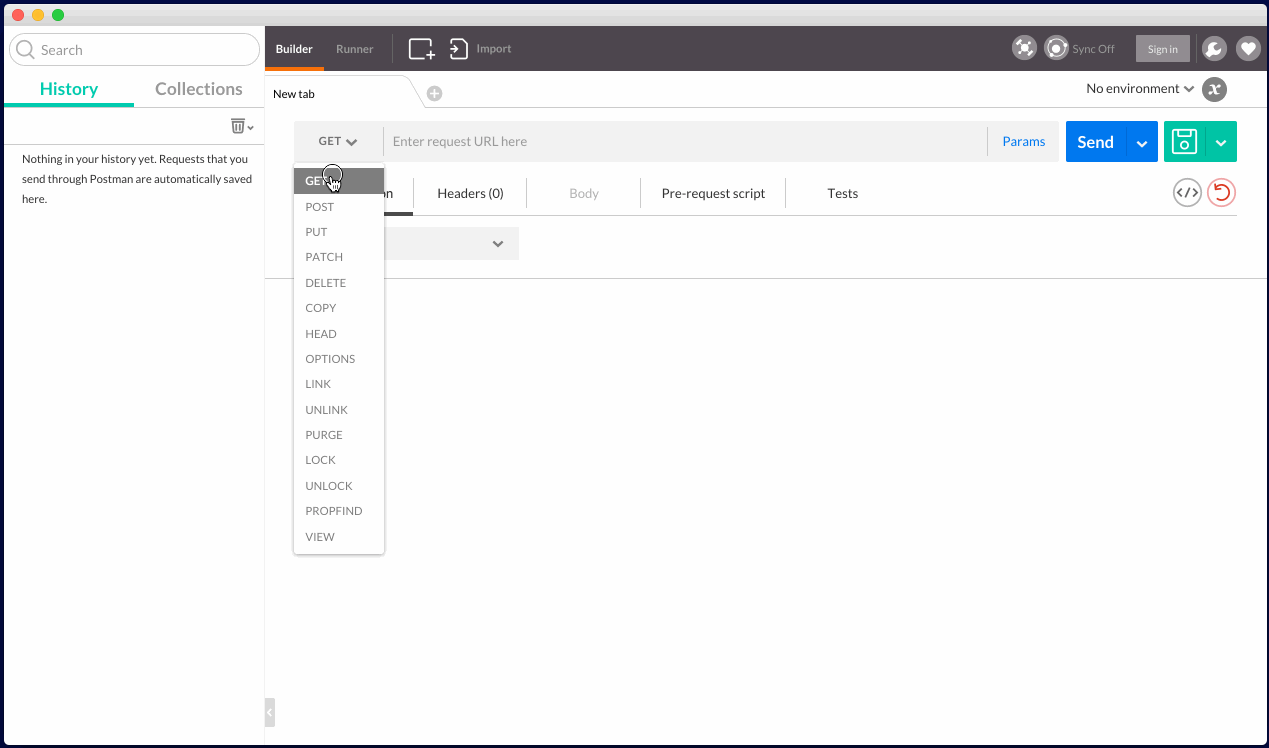 Search
Builder
Runner
Import
Sync Off
Sign in
History
Collections
New tab
No environment
x
Nothing in your history yet. Requests that you
send through Postman are automatically saved
here.
GET
Enter request URL here
Params
Send
GET
POST
PUT
PATCH
DELETE
COPY
HEAD
OPTIONS
LINK
UNLINK
PURGE
LOCK
UNLOCK
PROPFIND
VIEW
Headers (0)
Body
Pre-request script
Tests
</>